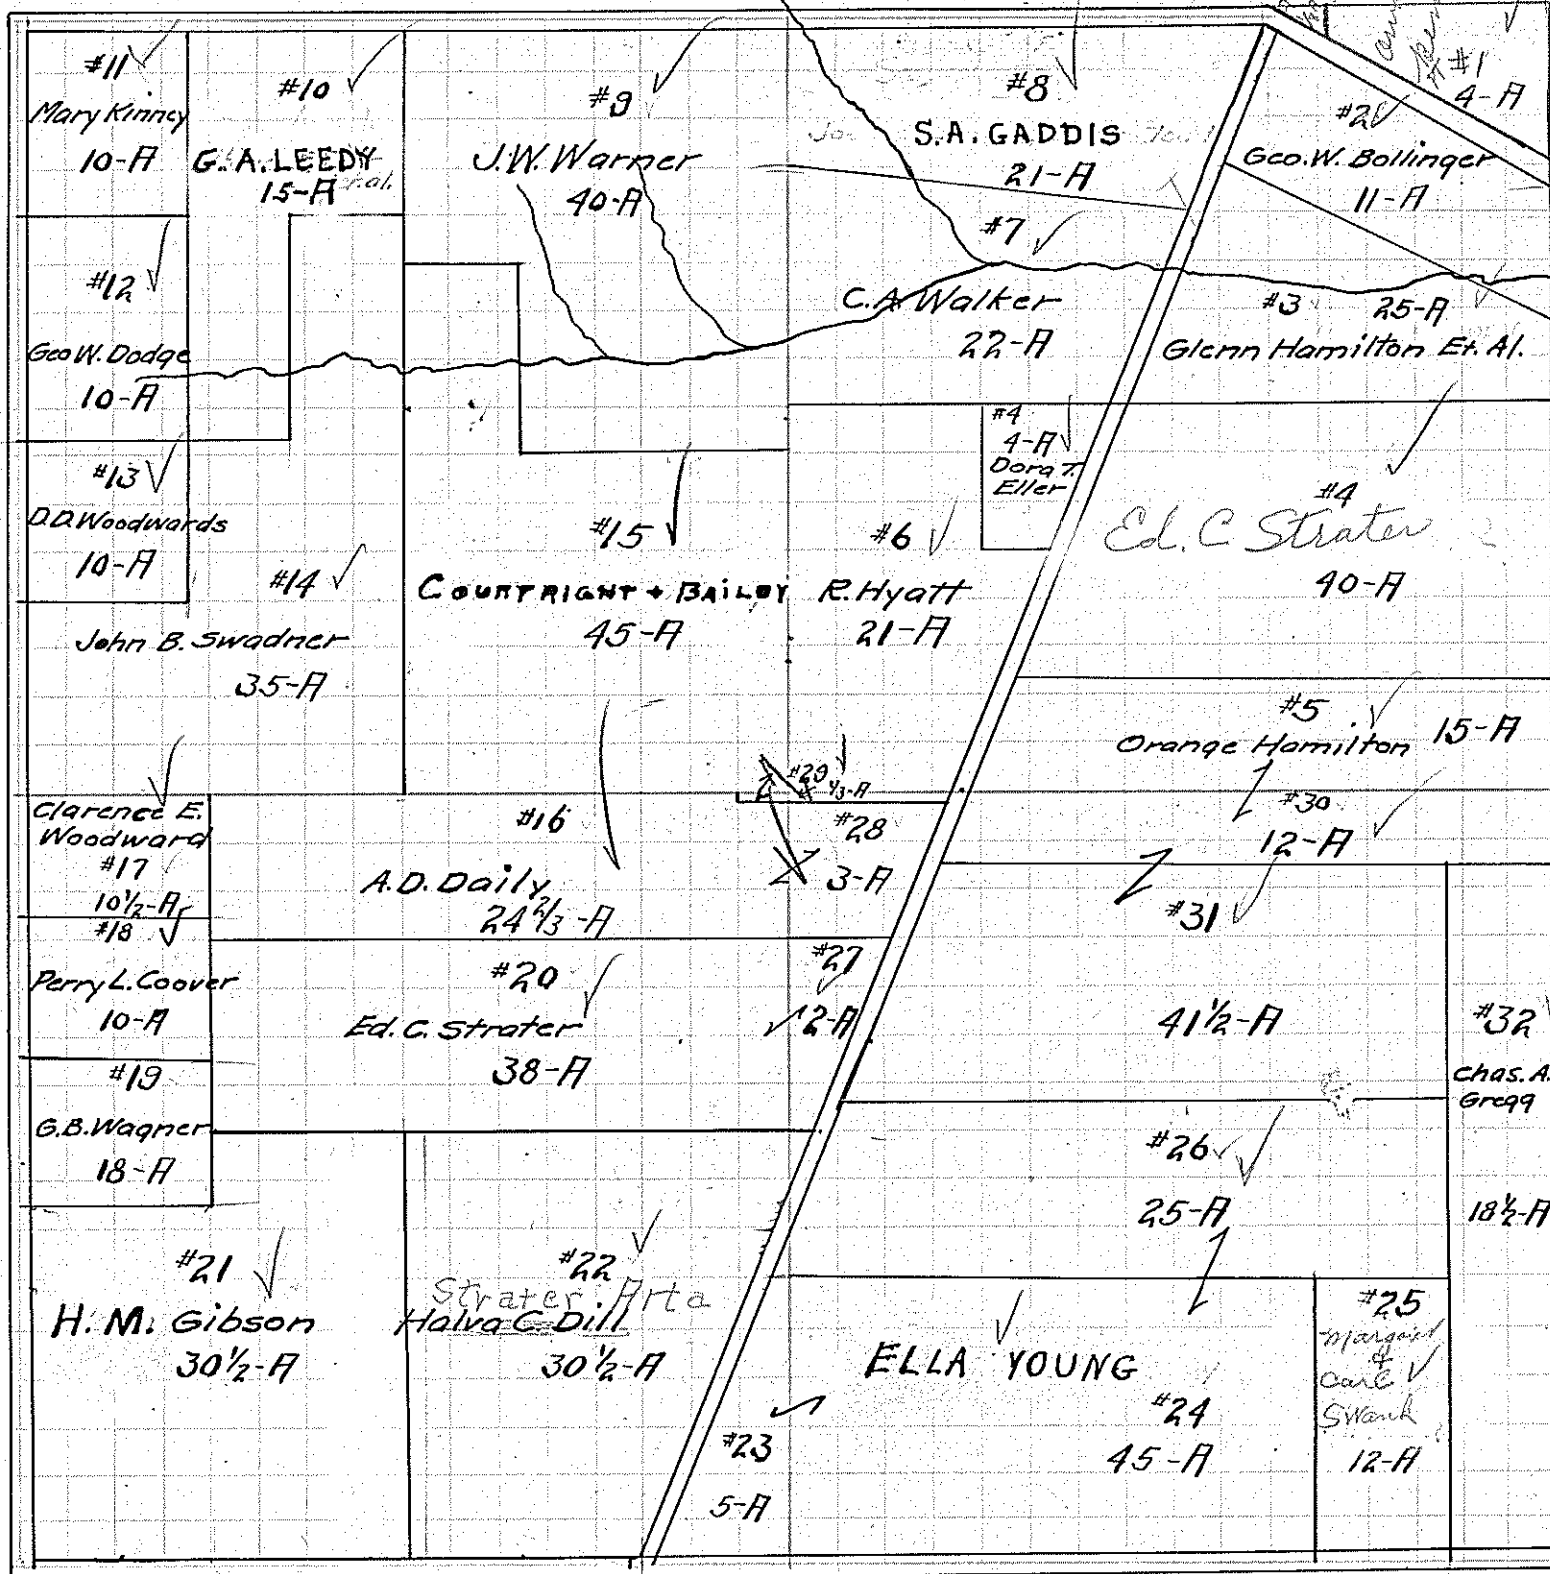 #11
Mary Kinney
10-A
#10
G.A. LEEDY
15-A
#9
J.W. Warner
40-A
#8
S.A. GADDIS
21-A
#1
4-A
#2
Geo. W. Bollinger
11-A
#7
C.A. Walker
22-A
#3 25-A
Glenn Hamilton Et. Al.
#12
Geo W. Dodge
10-A
#13
D.D. Woodwards
10-A
#14
John B. Swadner
35-A
#15
COURTRIGHT + BAILEY
45-A
#6
R. Hyatt
21-A
#4
4-A
Dora T.
Eller
#4
Ed. C Strater
40-A
#5
Orange Hamilton 15-A
#30
12-A
Clarence E.
Woodward
#17
10 1/2-A
#18
Perry L. Coover
10-A
#19
G.B. Wagner
18-A
#16
A.D. Daily
24 2/3-A
#29
1/3-A
#28
3-A
#20
Ed. C. Strater
38-A
#27
2-A
#31
41 1/2-A
#32
Chas. A.
Gregg
18 1/2-A
#26
25-A
#21
H. M. Gibson
30 1/2-A
#22
Strater Arta
Halva C. Dill
30 1/2-A
#23
5-A
ELLA YOUNG
#24
45-A
#25
Carl
Swank
12-A